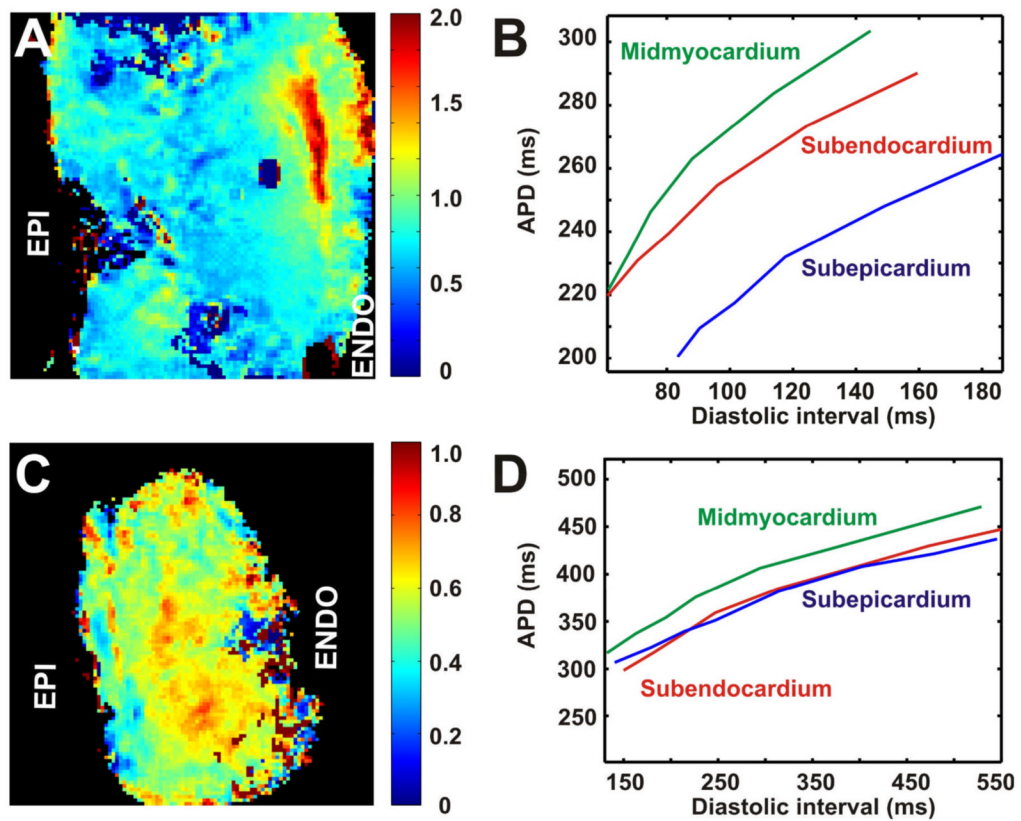 A
EPI
ENDO
2.0
1.5
1.0
0.5
0
B
APD (ms)
300
280
260
240
220
200
Midmyocardium
Subendocardium
Subepicardium
80 100 120 140 160 180
Diastolic interval (ms)
C
EPI
ENDO
1.0
0.8
0.6
0.4
0.2
0
D
APD (ms)
500
450
400
350
300
250
Midmyocardium
Subepicardium
Subendocardium
150 250 350 450 550
Diastolic interval (ms)